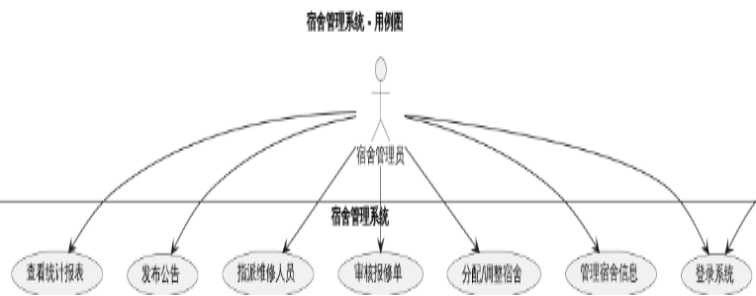 宿舍管理系统 - 用例图
宿舍管理员
宿舍管理系统
查看统计报表
发布公告
指派维修人员
审核报修单
分配/调整宿舍
管理宿舍信息
登录系统